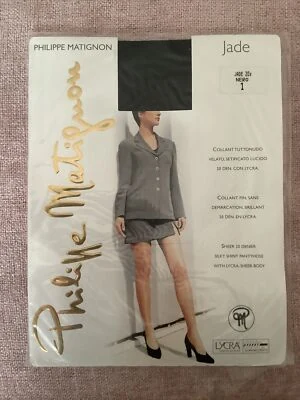 PHILIPPE MATIGNON
Jade
JADE 20x
NERO
1
Philippe Matignon
COLLANT TUTTONUDO
VELATO, SETIFICATO LUCIDO
20 DEN. CON LYCRA.
COLLANT FIN, SANS
DEMARCATION, BRILLANT
20 DEN. EN LYCRA
SHEER 20 DENIER
SILKY SHINY PANTYHOSE
WITH LYCRA, SHEER BODY
LYCRA